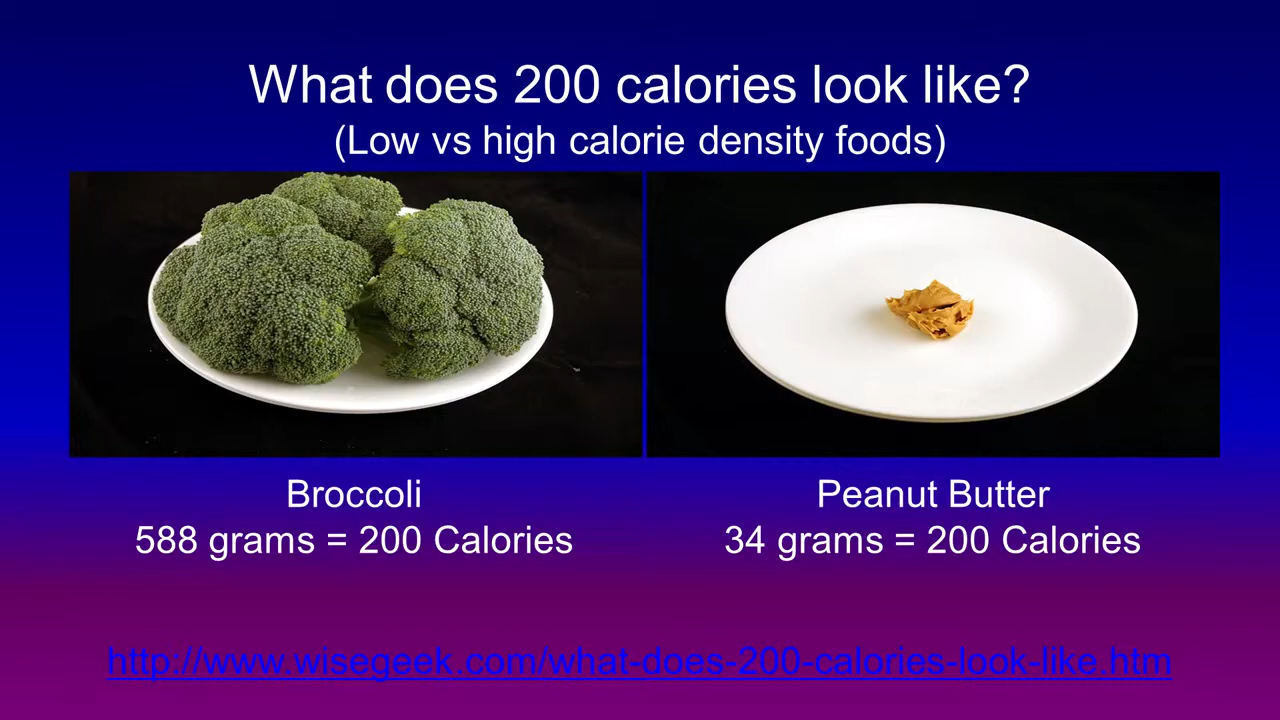 What does 200 calories look like?
(Low vs high calorie density foods)
Broccoli
588 grams = 200 Calories
Peanut Butter
34 grams = 200 Calories
http://www.wisegeek.com/what-does-200-calories-look-like.htm